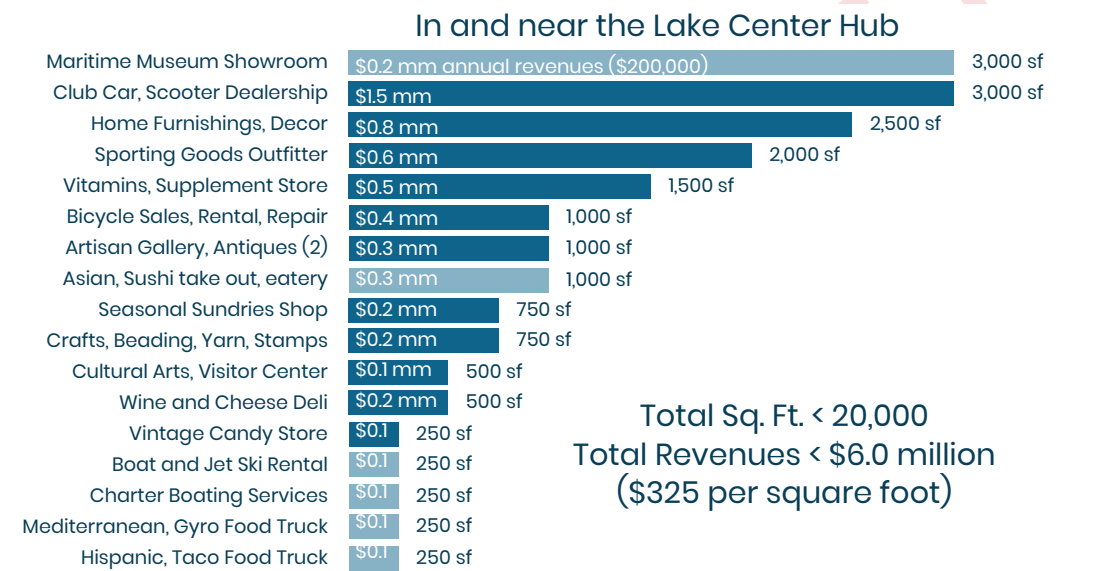 In and near the Lake Center Hub
Maritime Museum Showroom $0.2 mm annual revenues ($200,000) 3,000 sf
Club Car, Scooter Dealership $1.5 mm 3,000 sf
Home Furnishings, Decor $0.8 mm 2,500 sf
Sporting Goods Outfitter $0.6 mm 2,000 sf
Vitamins, Supplement Store $0.5 mm 1,500 sf
Bicycle Sales, Rental, Repair $0.4 mm 1,000 sf
Artisan Gallery, Antiques (2) $0.3 mm 1,000 sf
Asian, Sushi take out, eatery $0.3 mm 1,000 sf
Seasonal Sundries Shop $0.2 mm 750 sf
Crafts, Beading, Yarn, Stamps $0.2 mm 750 sf
Cultural Arts, Visitor Center $0.1 mm 500 sf
Wine and Cheese Deli $0.2 mm 500 sf
Vintage Candy Store $0.1 250 sf
Boat and Jet Ski Rental $0.1 250 sf
Charter Boating Services $0.1 250 sf
Mediterranean, Gyro Food Truck $0.1 250 sf
Hispanic, Taco Food Truck $0.1 250 sf
Total Sq. Ft. < 20,000
Total Revenues < $6.0 million
($325 per square foot)